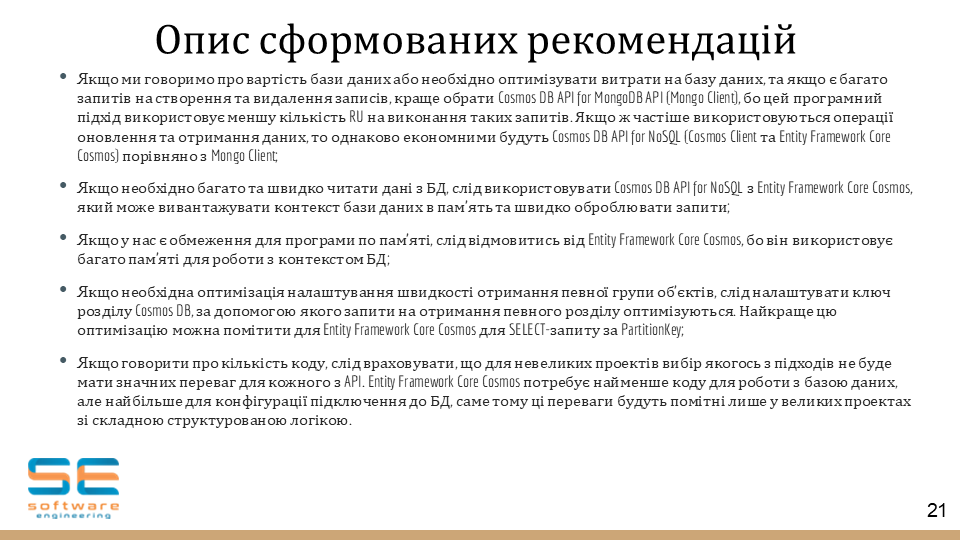 Опис сформованих рекомендацій
• Якщо ми говоримо про вартість бази даних або необхідно оптимізувати витрати на базу даних, та якщо є багато
запитів на створення та видалення записів, краще обрати Cosmos DB API for MongoDB API (Mongo Client), бо цей програмний
підхід використовує меншу кількість RU на виконання таких запитів. Якщо ж частіше використовуються операції
оновлення та отримання даних, то однаково економними будуть Cosmos DB API for NoSQL (Cosmos Client та Entity Framework Core
Cosmos) порівняно з Mongo Client;
• Якщо необхідно багато та швидко читати дані з БД, слід використовувати Cosmos DB API for NoSQL з Entity Framework Core Cosmos,
який може вивантажувати контекст бази даних в пам'ять та швидко оброблювати запити;
• Якщо у нас є обмеження для програми по пам'яті, слід відмовитись від Entity Framework Core Cosmos, бо він використовує
багато пам'яті для роботи з контекстом БД;
• Якщо необхідна оптимізація налаштування швидкості отримання певної групи об'єктів, слід налаштувати ключ
розділу Cosmos DB, за допомогою якого запити на отримання певного розділу оптимізуються. Найкраще цю
оптимізацію можна помітити для Entity Framework Core Cosmos для SELECT-запиту за PartitionKey;
• Якщо говорити про кількість коду, слід враховувати, що для невеликих проектів вибір якогось з підходів не буде
мати значних переваг для кожного з API. Entity Framework Core Cosmos потребує найменше коду для роботи з базою даних,
але найбільше для конфігурації підключення до БД, саме тому ці переваги будуть помітні лише у великих проектах
зі складною структурованою логікою.
SE
software
engineering
21